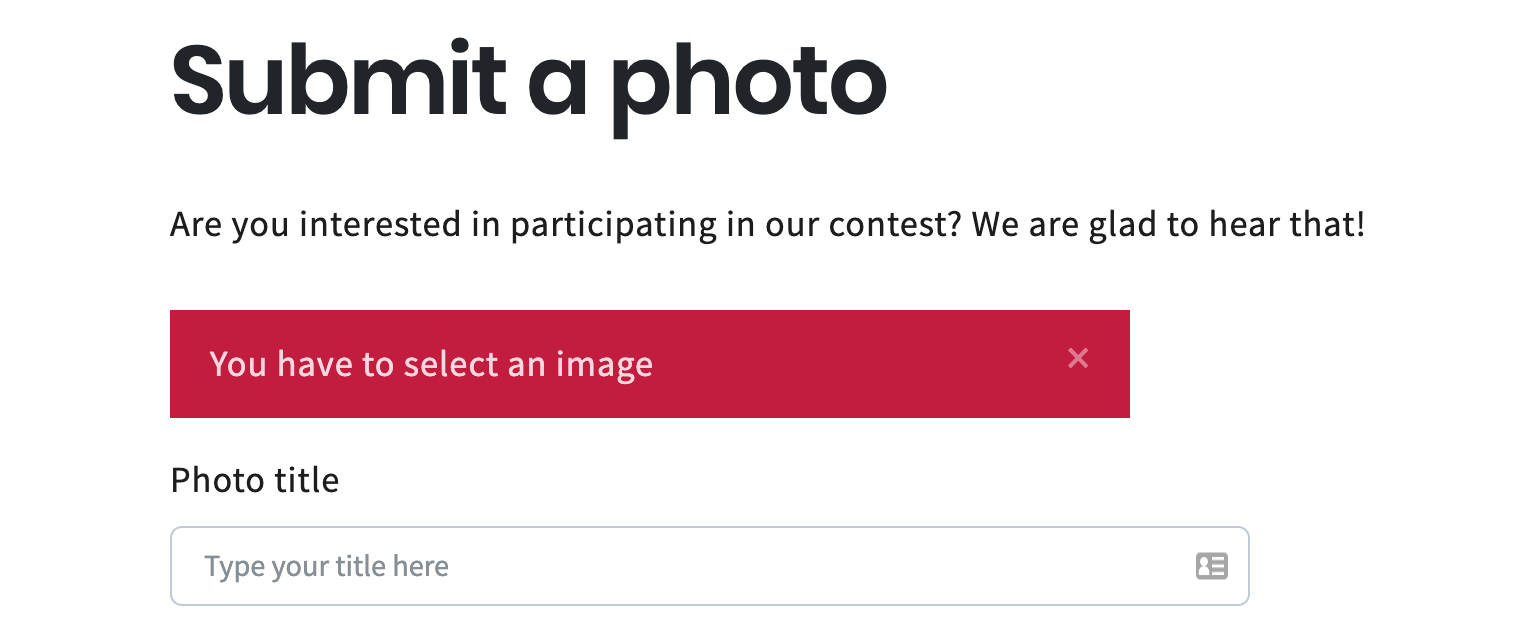 Submit a photo
Are you interested in participating in our contest? We are glad to hear that!
You have to select an image
Photo title
Type your title here